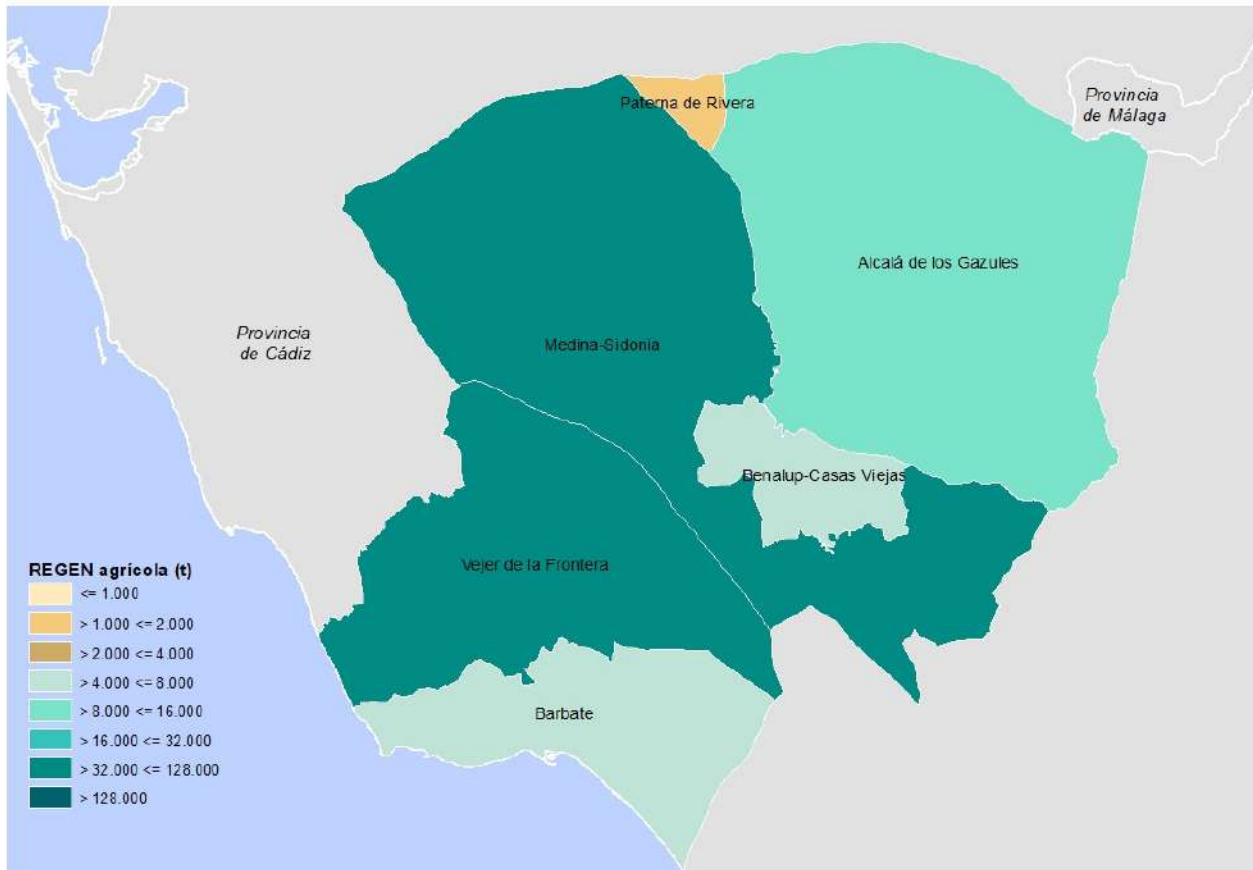 Paterna de Rivera
Provincia
de Málaga
Alcalá de los Gazules
Provincia
de Cádiz
Medina-Sidonia
Benalup-Casas Viejas
Vejer de la Frontera
Barbate
REGEN agrícola (t)
<= 1.000
> 1.000 <= 2.000
> 2.000 <= 4.000
> 4.000 <= 8.000
> 8.000 <= 16.000
> 16.000 <= 32.000
> 32.000 <= 128.000
> 128.000